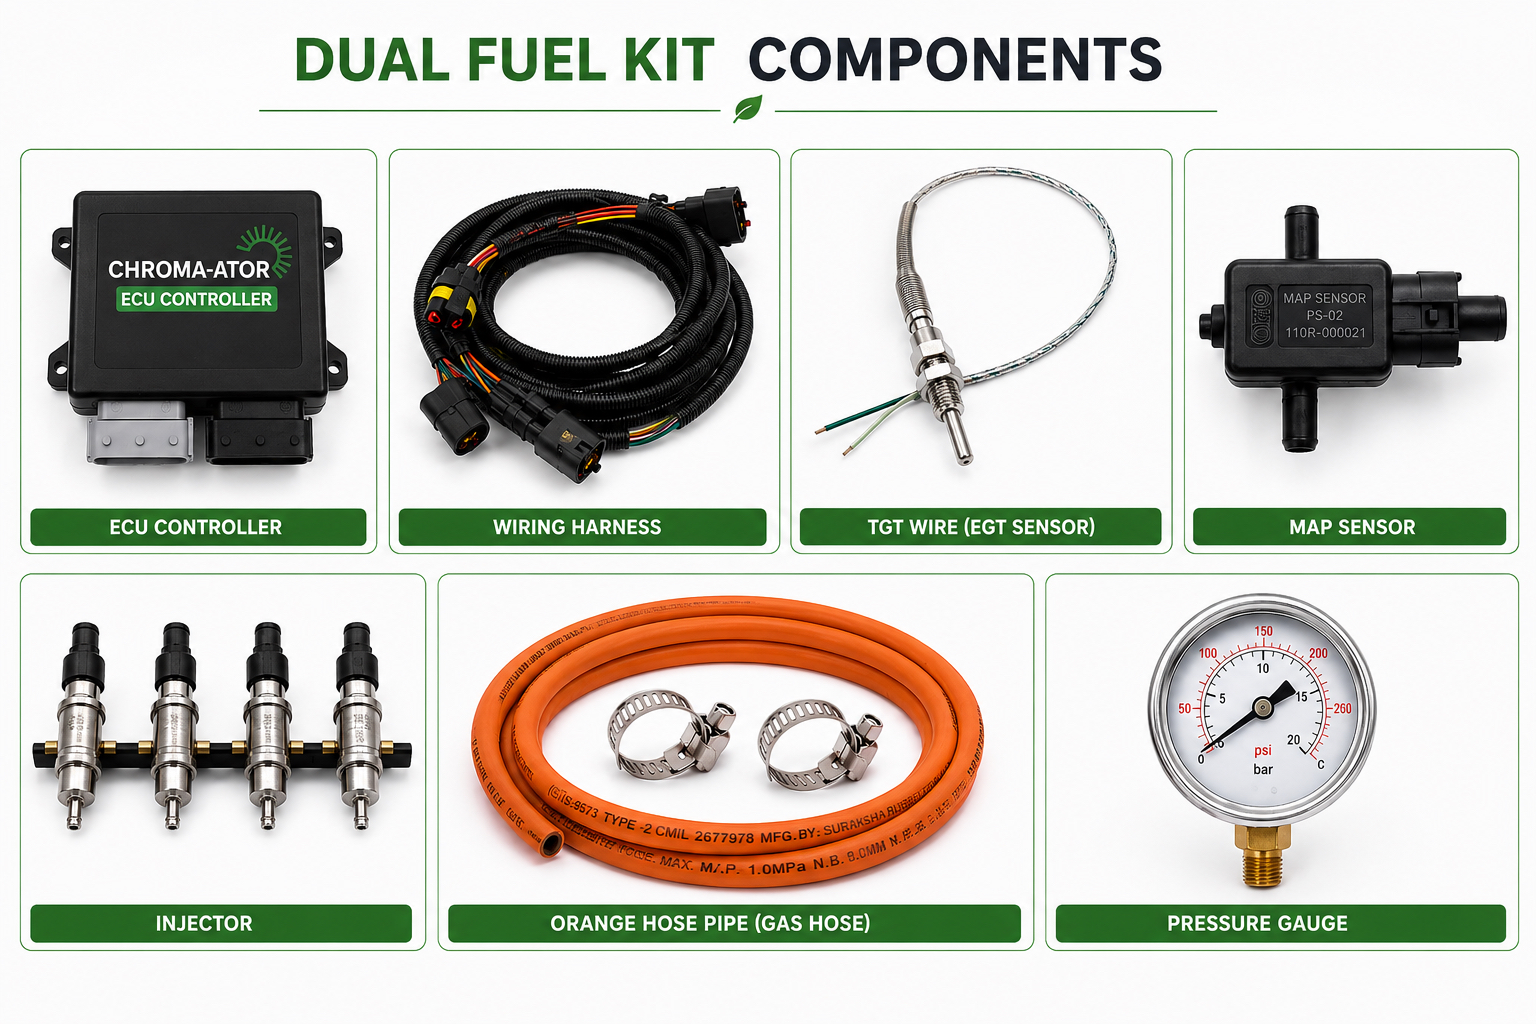 DUAL FUEL KIT COMPONENTS
CHROMA-ATOR
ECU CONTROLLER
ECU CONTROLLER
WIRING HARNESS
TGT WIRE (EGT SENSOR)
MAP SENSOR
PS-02
110R-000021
MAP SENSOR
INJECTOR
TYPE -2 CMIL 2677978 MFG.BY: SURAKSHA
MAX. 1.0MPa N.B. 8.0MM
ORANGE HOSE PIPE (GAS HOSE)
150
100 200
10
5 15
50 260
20
psi
0 C
bar
PRESSURE GAUGE